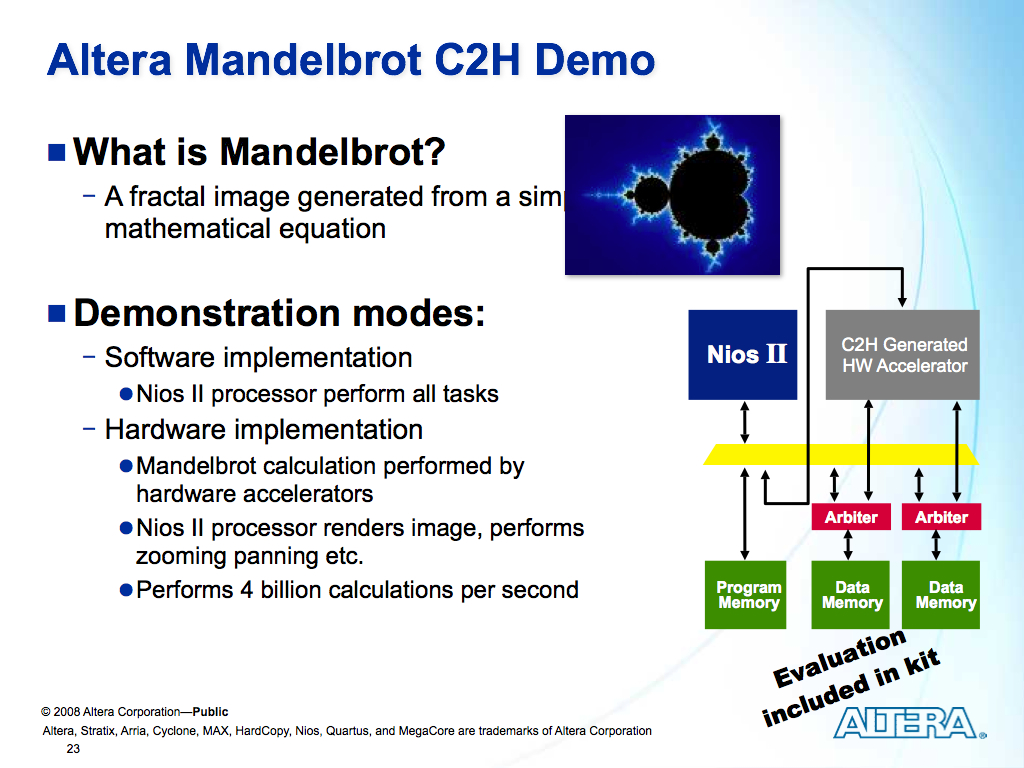 Altera Mandelbrot C2H Demo
What is Mandelbrot?
– A fractal image generated from a
mathematical equation
Demonstration modes:
– Software implementation
Nios II processor perform all tasks
– Hardware implementation
Mandelbrot calculation performed by
hardware accelerators
Nios II processor renders image, performs
zooming panning etc.
Performs 4 billion calculations per second
Nios II
C2H Generated
HW Accelerator
Arbiter
Arbiter
Program
Memory
Data
Memory
Data
Memory
Evaluation
included in kit
© 2008 Altera Corporation—Public
Altera, Stratix, Arria, Cyclone, MAX, HardCopy, Nios, Quartus, and MegaCore are trademarks of Altera Corporation
23
ALTERA®